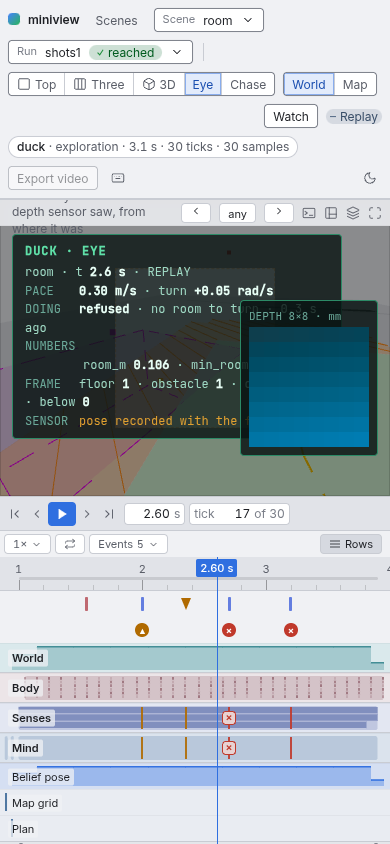 miniview Scenes Scene room
Run shots1 ✓ reached
Top Three 3D Eye Chase World Map
Watch – Replay
duck · exploration · 3.1 s · 30 ticks · 30 samples
Export video
depth sensor saw, from
where it was
any
DUCK · EYE
room · t 2.6 s · REPLAY
PACE 0.30 m/s · turn +0.05 rad/s
DOING refused · no room to turn
ago
NUMBERS
room_m 0.106 · min_room
FRAME floor 1 · obstacle 1 ·
· below 0
SENSOR pose recorded with the
DEPTH 8×8 · mm
2.60 s tick 17 of 30
1× Events 5 Rows
1 2 2.60 s 3
World
Body
Senses
Mind
Belief pose
Map grid
Plan